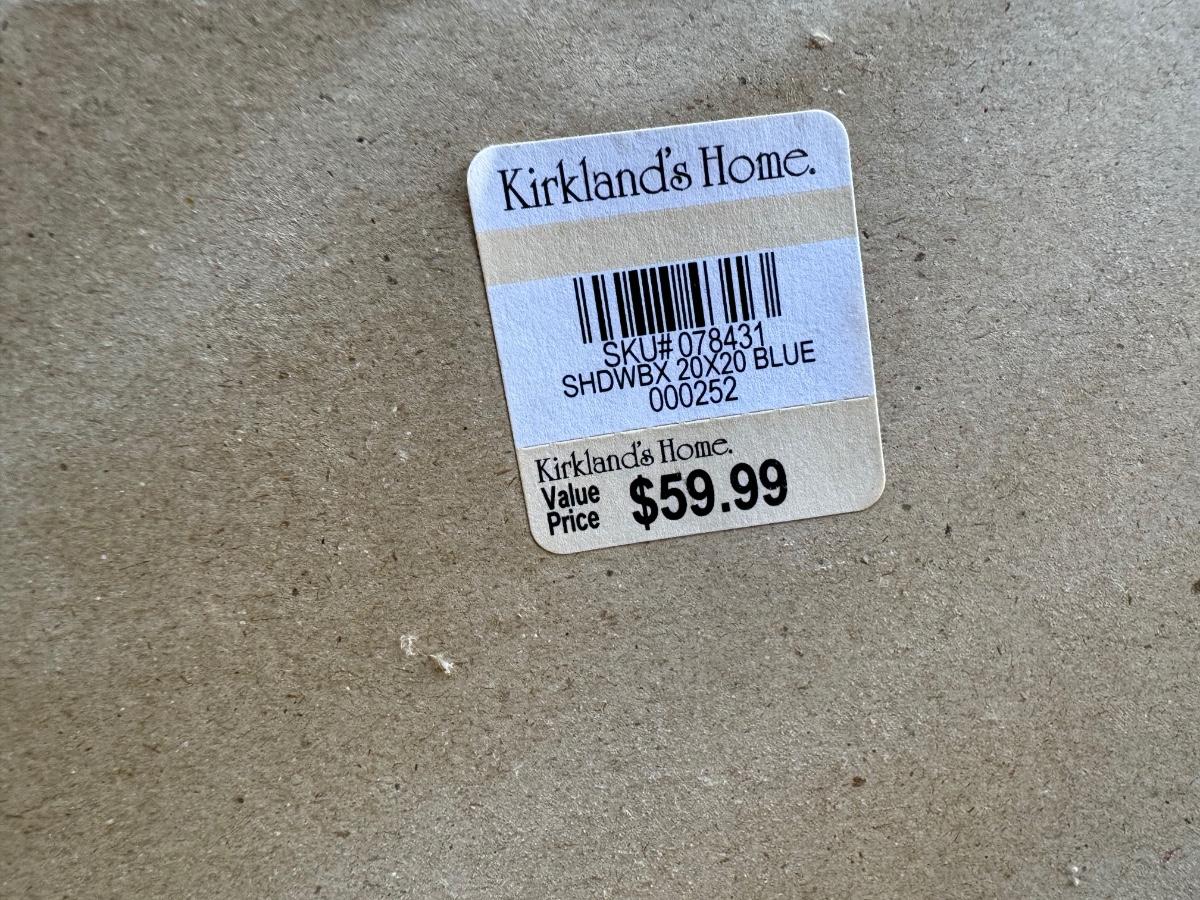 Kirkland's Home.
SKU# 078431
SHDWBX 20X20 BLUE
000252
Kirkland's Home.
Value
Price $59.99